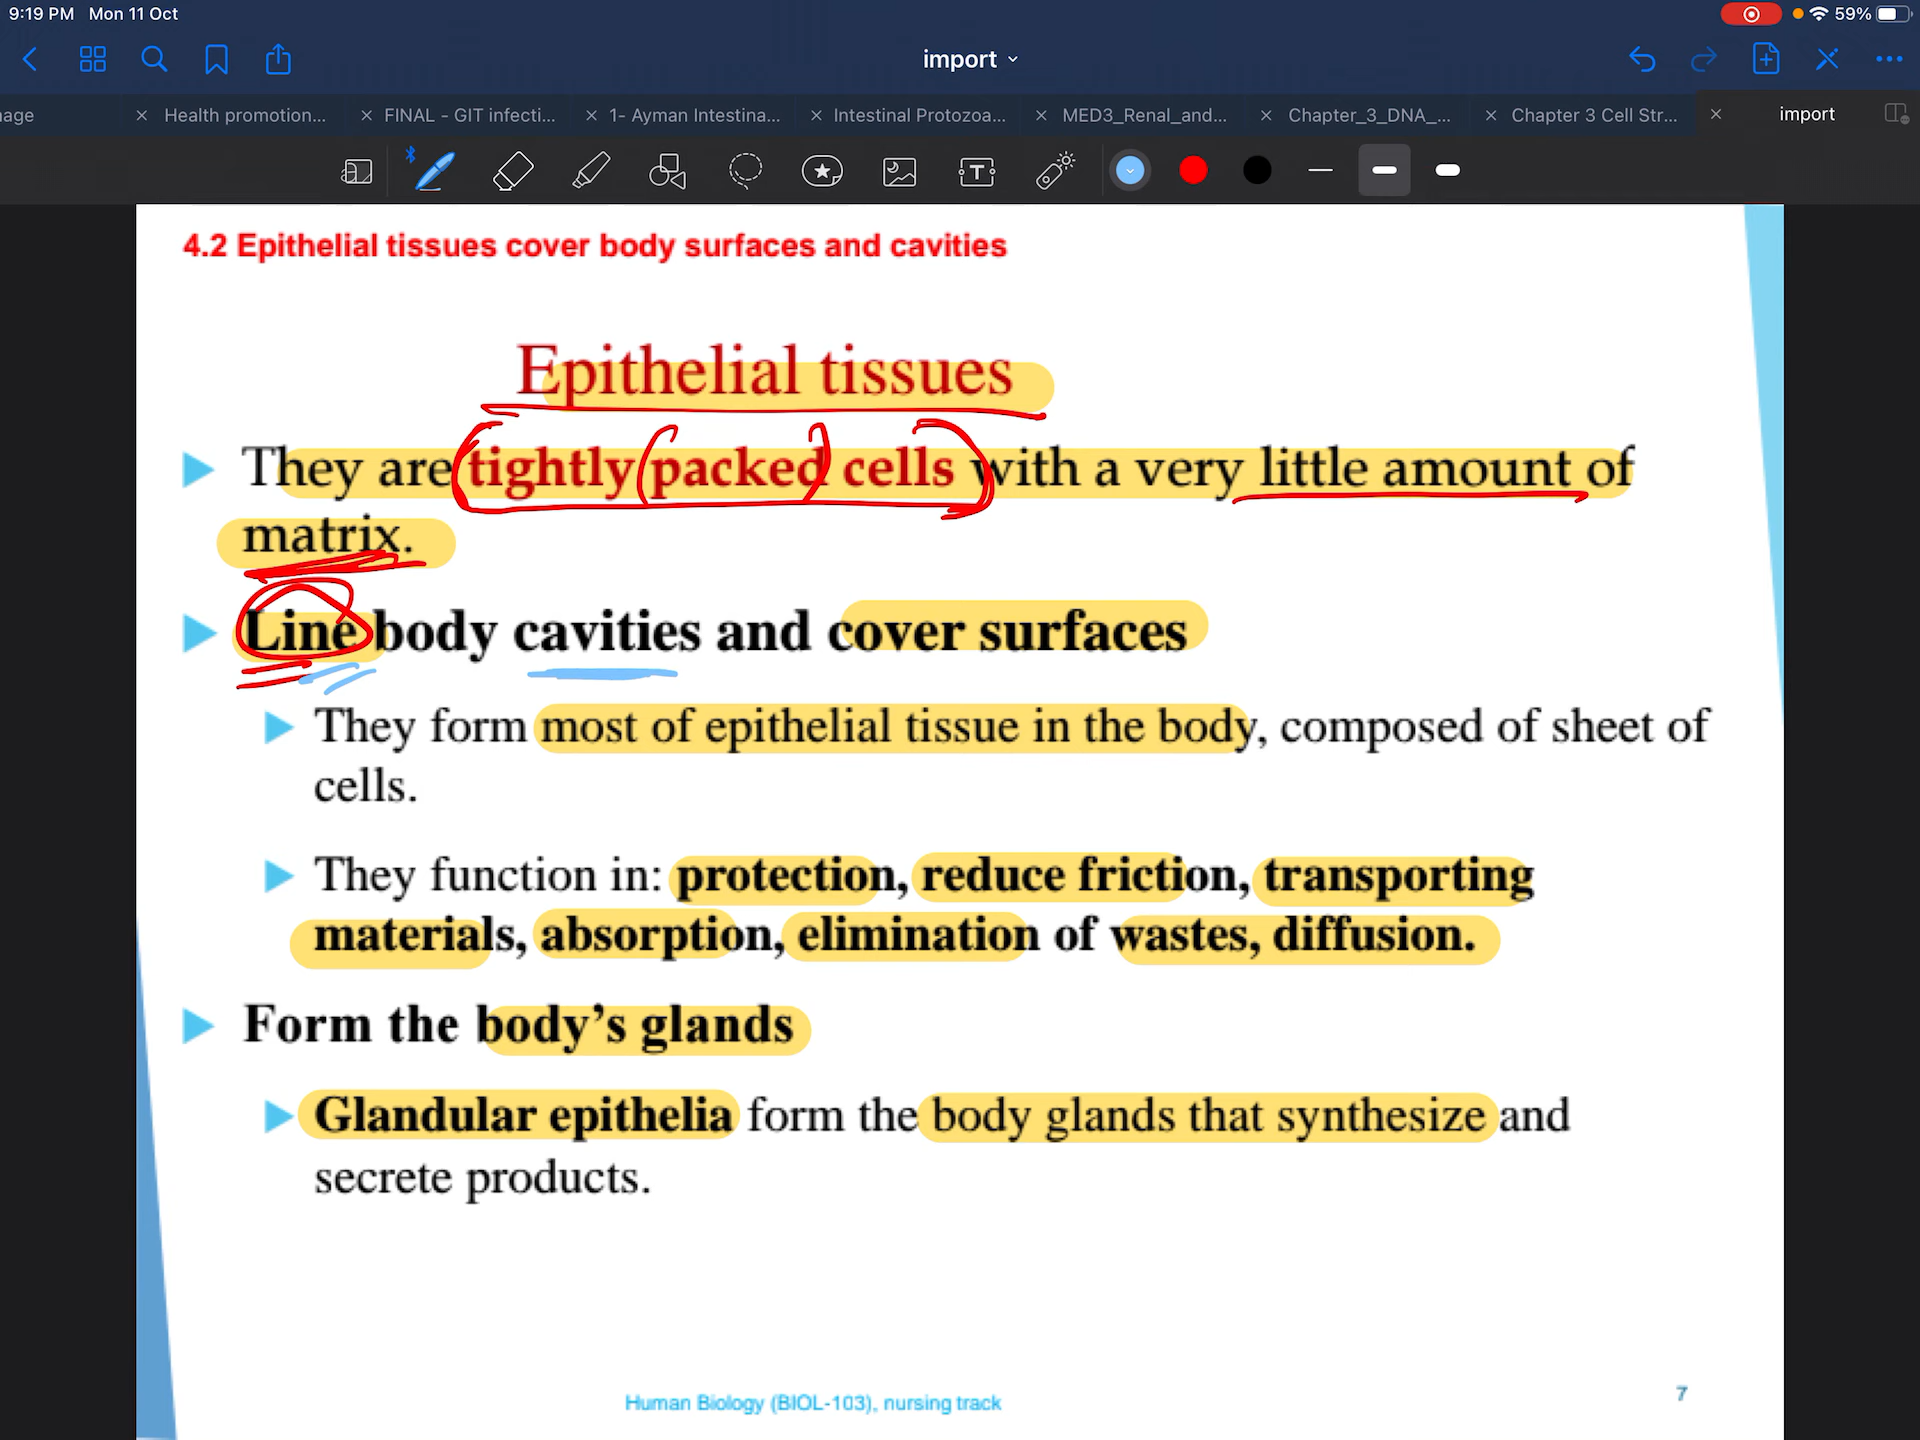 9:19 PM Mon 11 Oct 59%
import
age Health promotion... FINAL - GIT infecti... 1- Ayman Intestina... Intestinal Protozoa... MED3_Renal_and... Chapter_3_DNA_... Chapter 3 Cell Str... import
4.2 Epithelial tissues cover body surfaces and cavities
Epithelial tissues
They are tightly packed cells with a very little amount of
matrix.
Line body cavities and cover surfaces
They form most of epithelial tissue in the body, composed of sheet of
cells.
They function in: protection, reduce friction, transporting
materials, absorption, elimination of wastes, diffusion.
Form the body’s glands
Glandular epithelia form the body glands that synthesize and
secrete products.
Human Biology (BIOL-103), nursing track 7